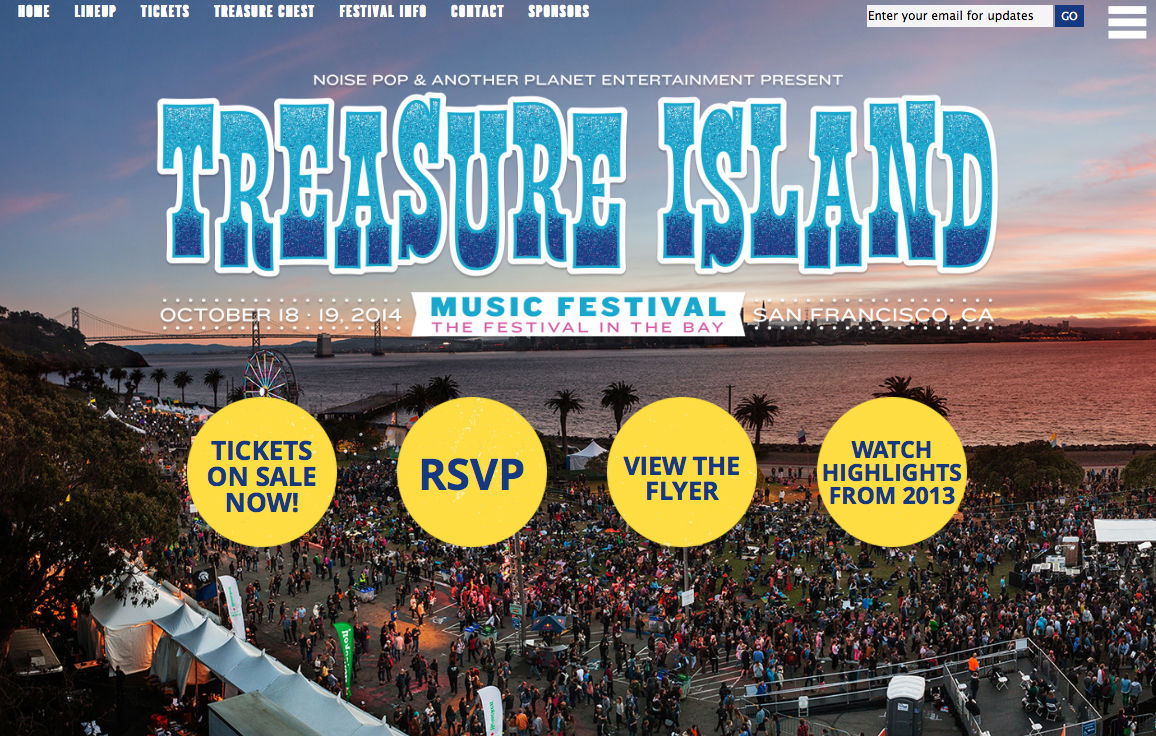 HOME LINEUP TICKETS TREASURE CHEST FESTIVAL INFO CONTACT SPONSORS
Enter your email for updates GO
NOISE POP & ANOTHER PLANET ENTERTAINMENT PRESENT
TREASURE ISLAND
OCTOBER 18 · 19, 2014
MUSIC FESTIVAL
THE FESTIVAL IN THE BAY
SAN FRANCISCO, CA
TICKETS
ON SALE
NOW!
RSVP
VIEW THE
FLYER
WATCH
HIGHLIGHTS
FROM 2013